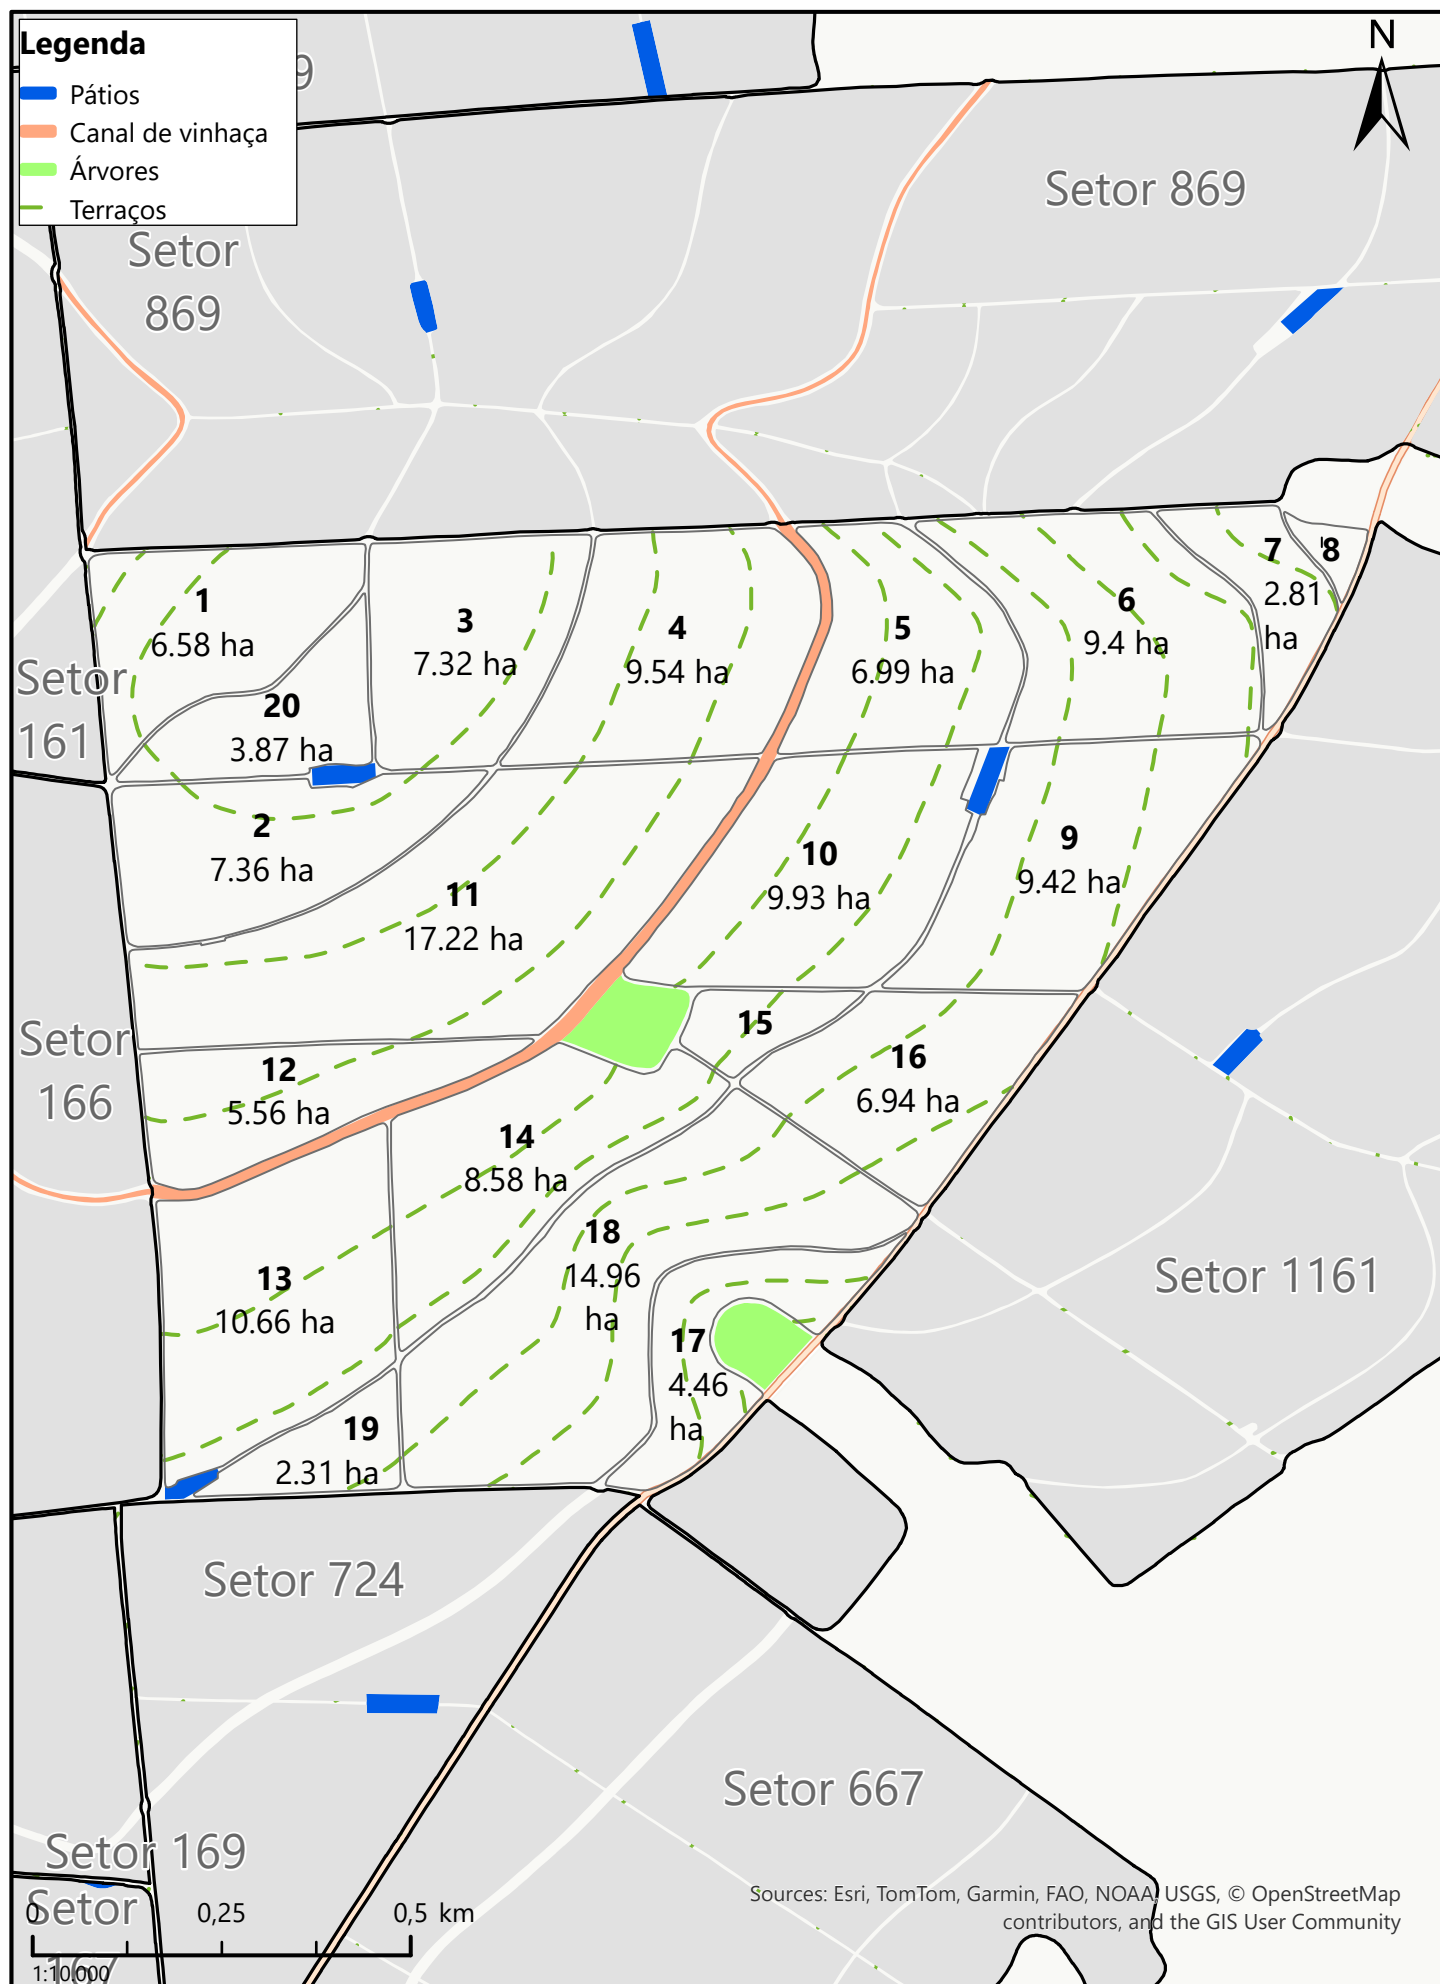 Legenda
Pátios
Canal de vinhaça
Árvores
Terraços
9
N
Setor 869
Setor
869
1
6.58 ha
3
7.32 ha
4
9.54 ha
5
6.99 ha
6
9.4 ha
7
2.81
ha
8
Setor
161
20
3.87 ha
2
7.36 ha
11
17.22 ha
10
9.93 ha
9
9.42 ha
15
Setor
166
12
5.56 ha
16
6.94 ha
14
8.58 ha
18
14.96
ha
13
10.66 ha
Setor 1161
17
4.46
ha
19
2.31 ha
Setor 724
Setor 667
Setor 169
Setor
0
0,25
0,5 km
1:10.000
Sources: Esri, TomTom, Garmin, FAO, NOAA, USGS, © OpenStreetMap
contributors, and the GIS User Community